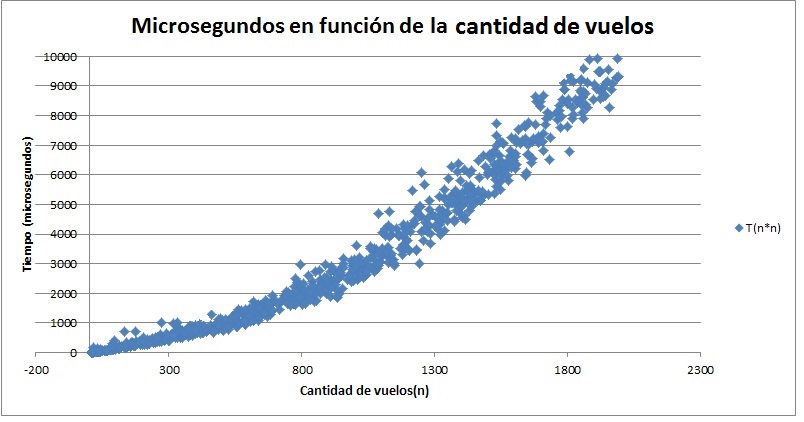 Microsegundos en función de la cantidad de vuelos
Tiempo (microsegundos)
10000
9000
8000
7000
6000
5000
4000
3000
2000
1000
0
-200 300 800 1300 1800 2300
Cantidad de vuelos(n)
T(n*n)